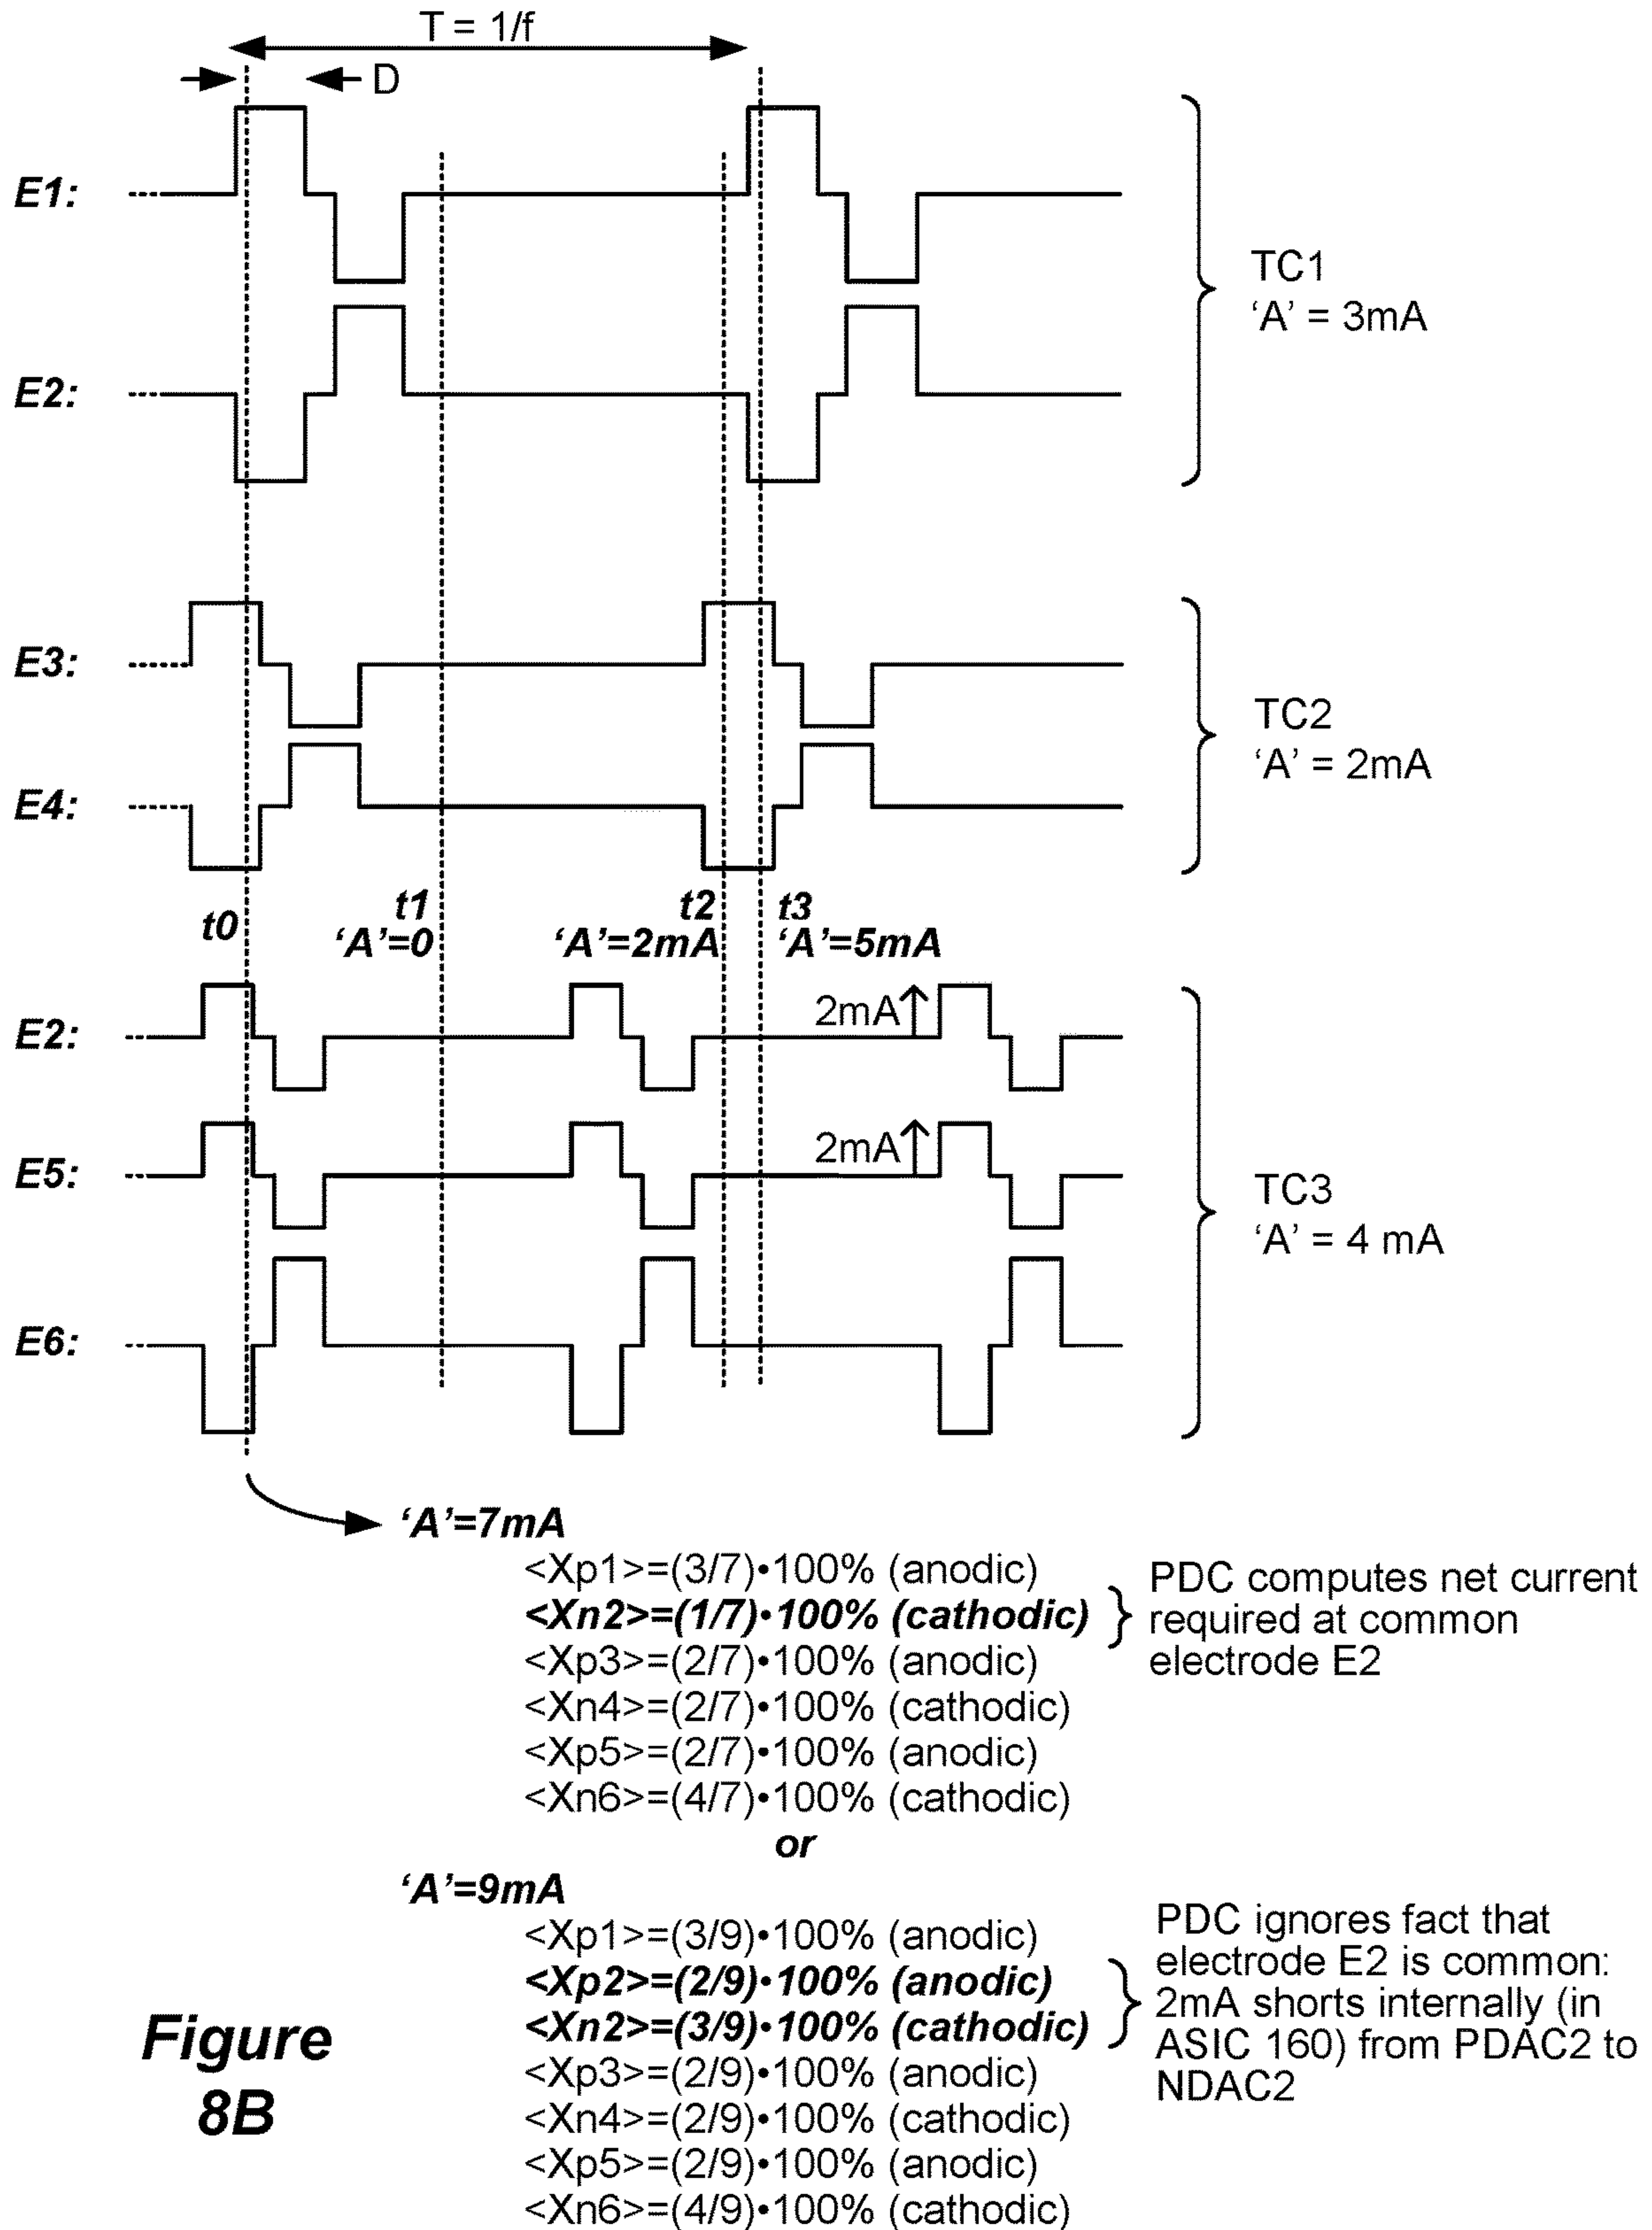 T = 1/f
D
E1:
TC1
‘A’ = 3mA
E2:
E3:
TC2
‘A’ = 2mA
E4:
t0
t1
‘A’=0
t2
‘A’=2mA
t3
‘A’=5mA
E2:
2mA
E5:
2mA
TC3
‘A’ = 4 mA
E6:
‘A’=7mA
<Xp1>=(3/7)•100% (anodic)
<Xn2>=(1/7)•100% (cathodic)
<Xp3>=(2/7)•100% (anodic)
<Xn4>=(2/7)•100% (cathodic)
<Xp5>=(2/7)•100% (anodic)
<Xn6>=(4/7)•100% (cathodic)
PDC computes net current
required at common
electrode E2
or
‘A’=9mA
<Xp1>=(3/9)•100% (anodic)
<Xp2>=(2/9)•100% (anodic)
<Xn2>=(3/9)•100% (cathodic)
<Xp3>=(2/9)•100% (anodic)
<Xn4>=(2/9)•100% (cathodic)
<Xp5>=(2/9)•100% (anodic)
<Xn6>=(4/9)•100% (cathodic)
PDC ignores fact that
electrode E2 is common:
2mA shorts internally (in
ASIC 160) from PDAC2 to
NDAC2
Figure
8B